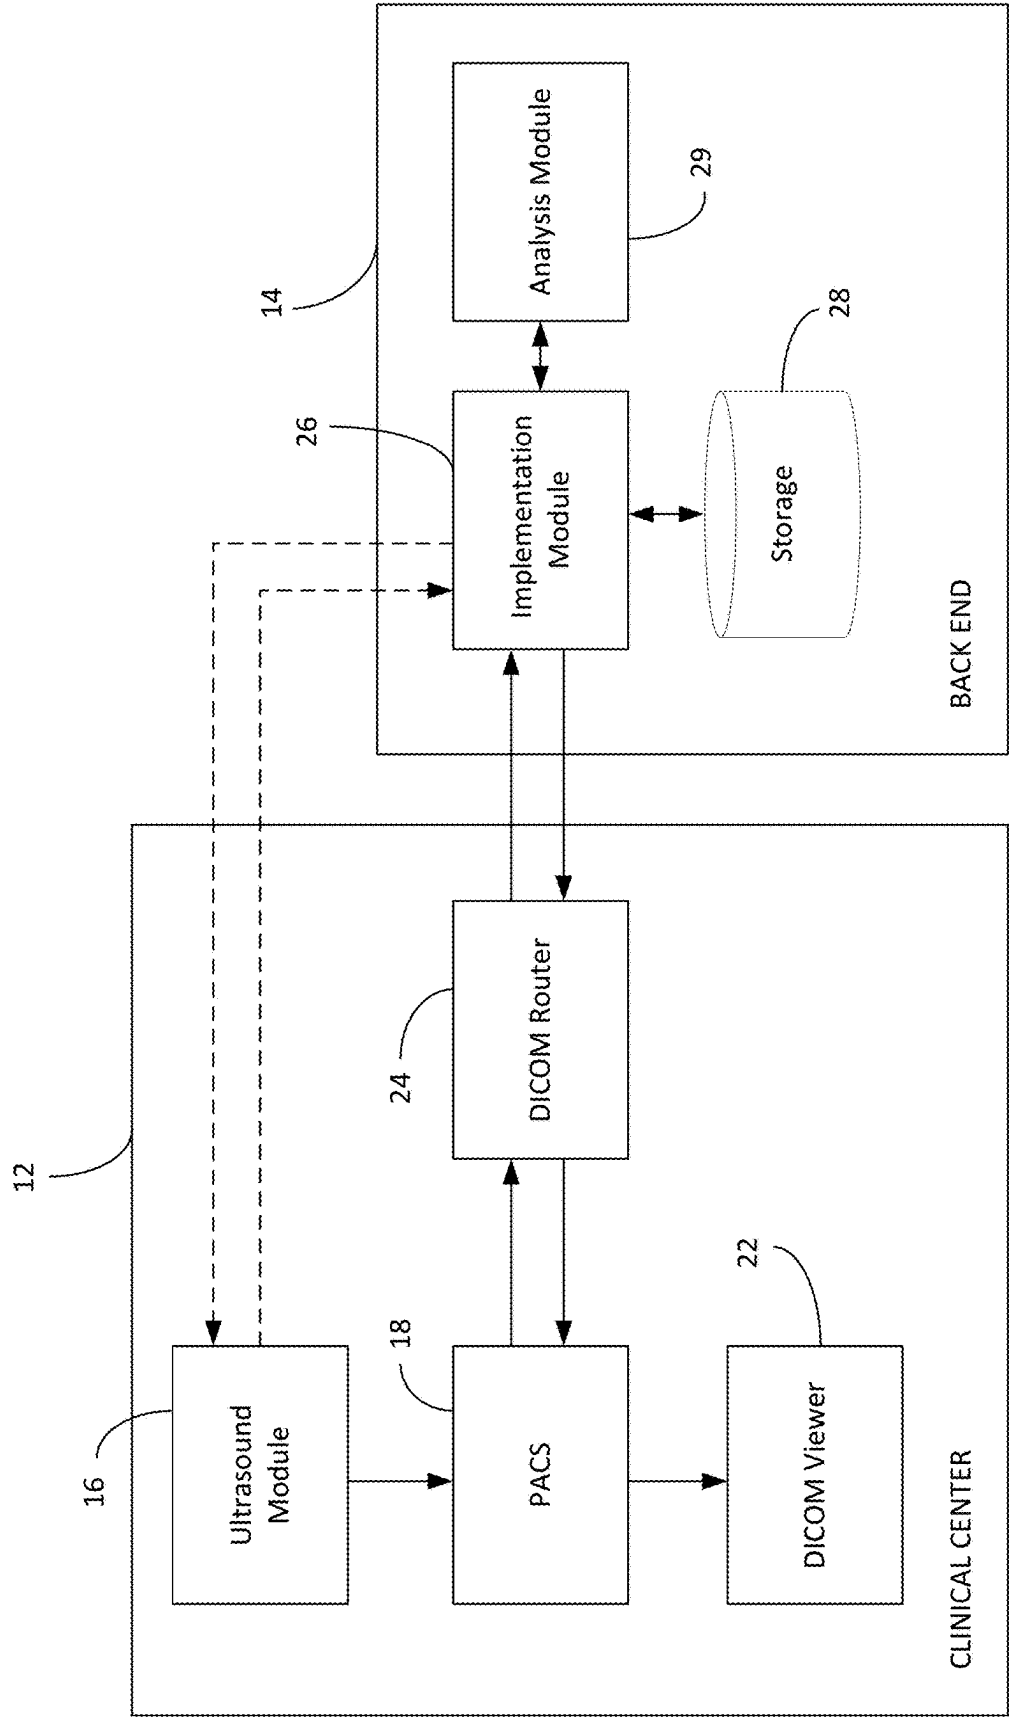 12
16
Ultrasound
Module
18
PACS
22
DICOM Viewer
24
DICOM Router
CLINICAL CENTER
14
26
Implementation
Module
Analysis Module
29
28
Storage
BACK END